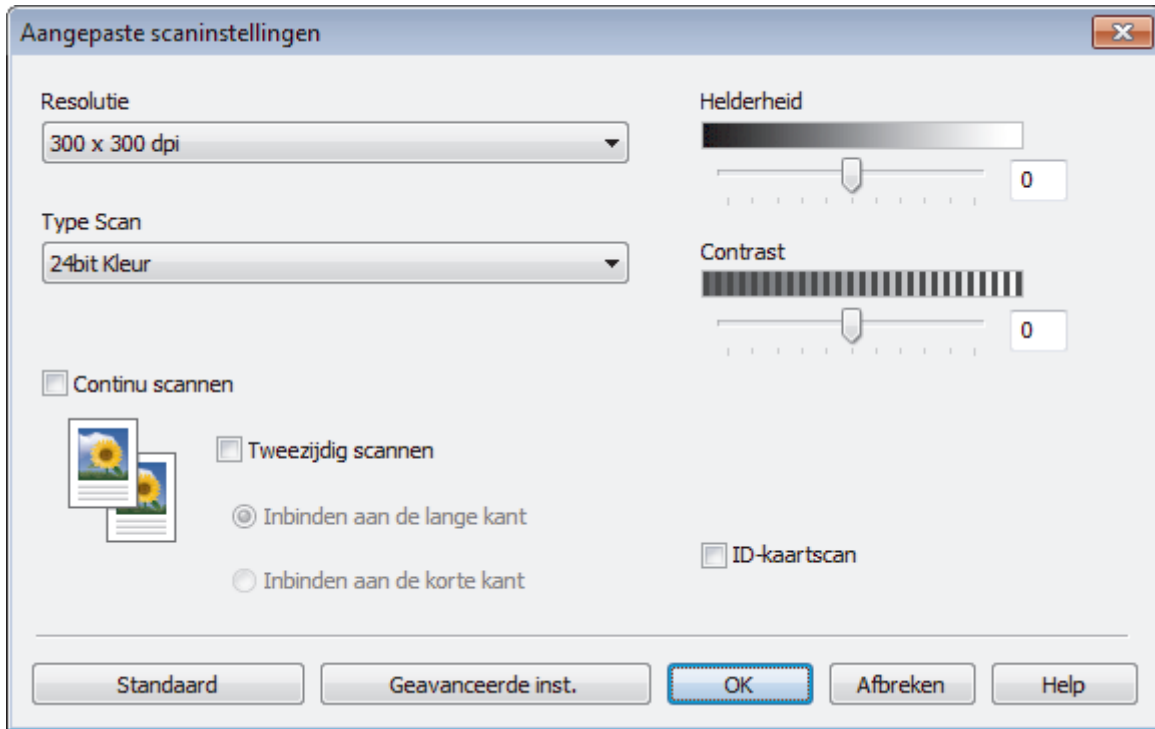 Aangepaste scaninstellingen
Resolutie
300 x 300 dpi
Type Scan
24bit Kleur
Helderheid
0
Contrast
0
Continu scannen
Tweezijdig scannen
Inbinden aan de lange kant
Inbinden aan de korte kant
ID-kaartscan
Standaard
Geavanceerde inst.
OK
Afbreken
Help